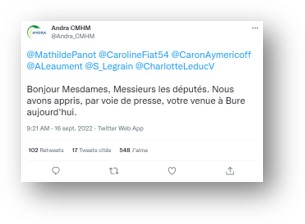 Andra CMHM
@Andra_CMHM
@MathildePanot @CarolineFiat54 @CaronAymericoff
@ALeaument @S_Legrain @CharlotteLeducV
Bonjour Mesdames, Messieurs les députés. Nous
avons appris, par voie de presse, votre venue à Bure
aujourd'hui.
9:21 AM · 16 sept. 2022 · Twitter Web App
102 Retweets 17 Tweets cités 548 J'aime